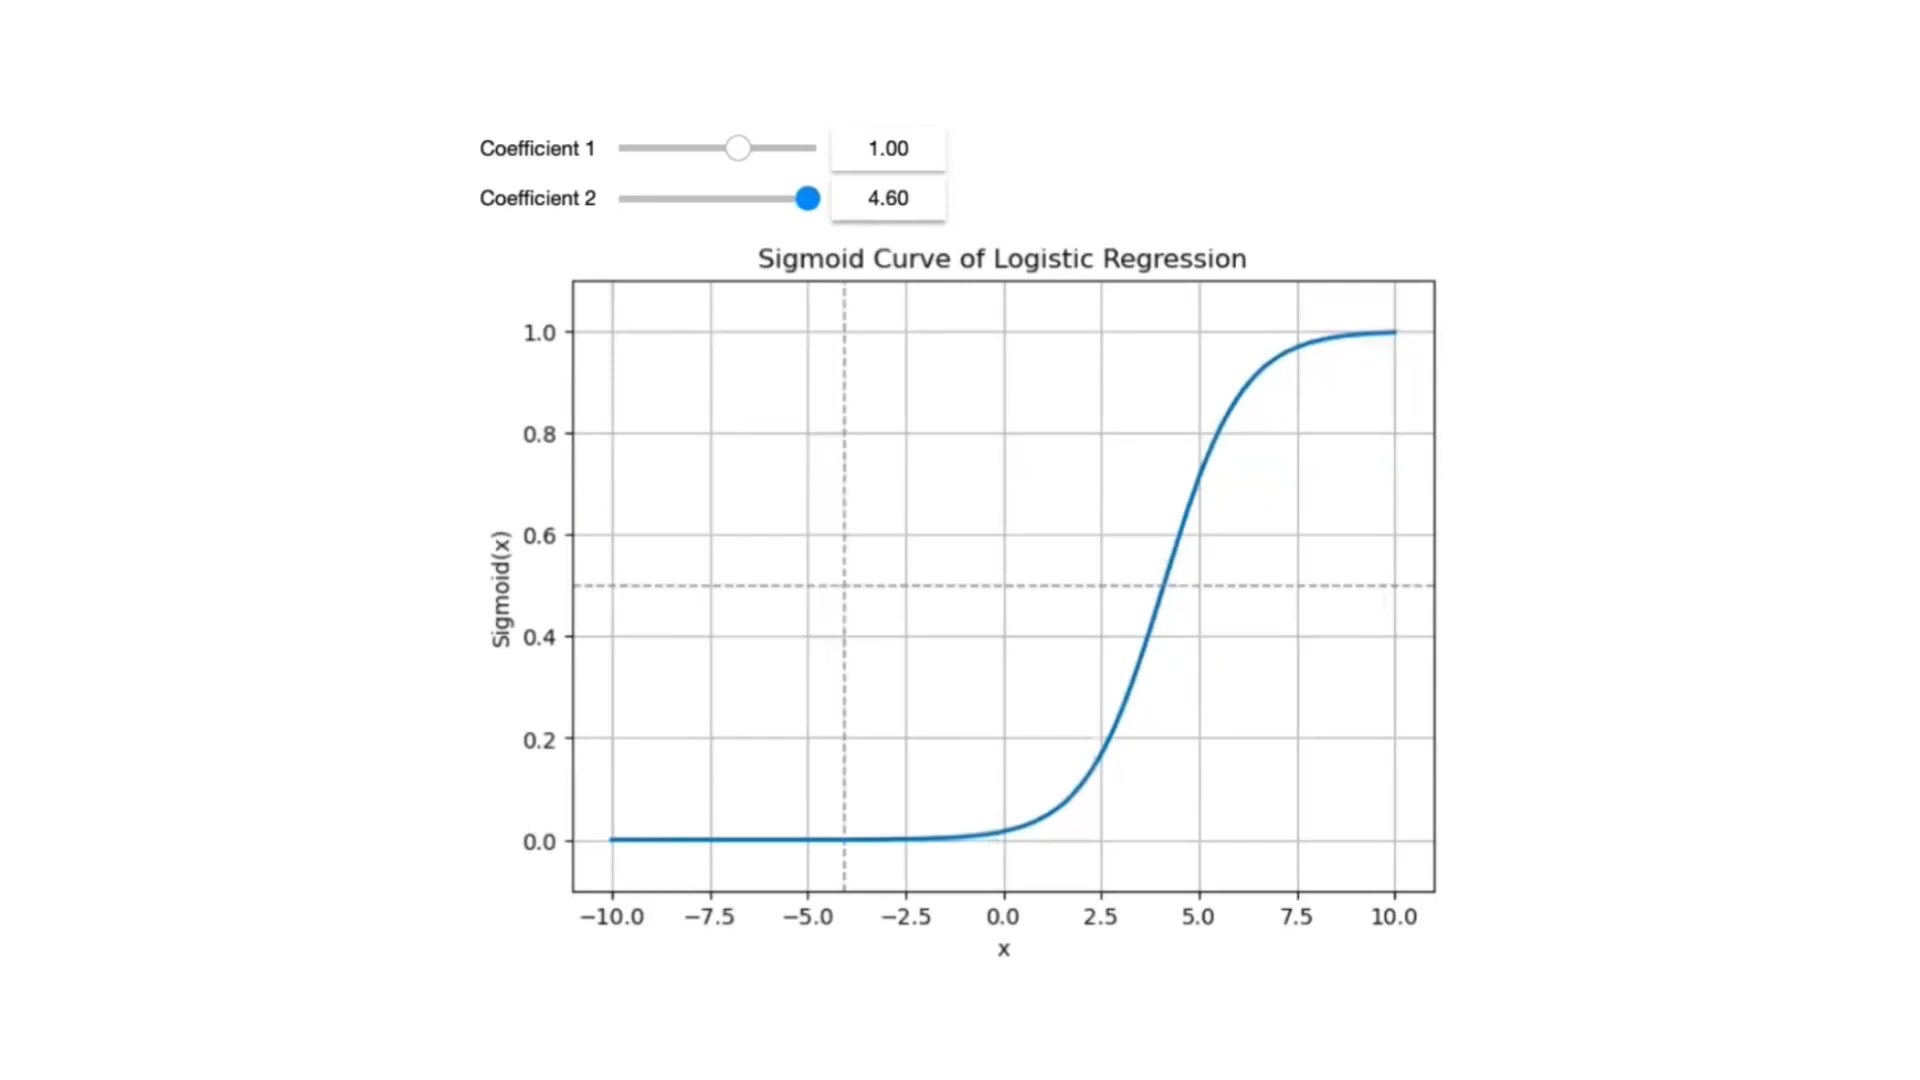 Coefficient 1 1.00
Coefficient 2 4.60
Sigmoid Curve of Logistic Regression
1.0
0.8
0.6
0.4
0.2
0.0
Sigmoid(x)
−10.0 −7.5 −5.0 −2.5 0.0 2.5 5.0 7.5 10.0
x